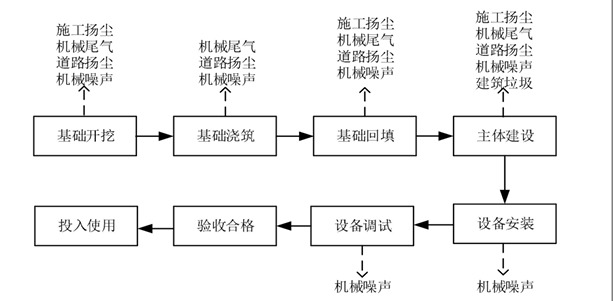 施工扬尘
机械尾气
道路扬尘
机械噪声
机械尾气
道路扬尘
机械噪声
施工扬尘
机械尾气
道路扬尘
机械噪声
施工扬尘
机械尾气
道路扬尘
机械噪声
建筑垃圾
基础开挖
基础浇筑
基础回填
主体建设
投入使用
验收合格
设备调试
设备安装
机械噪声
机械噪声